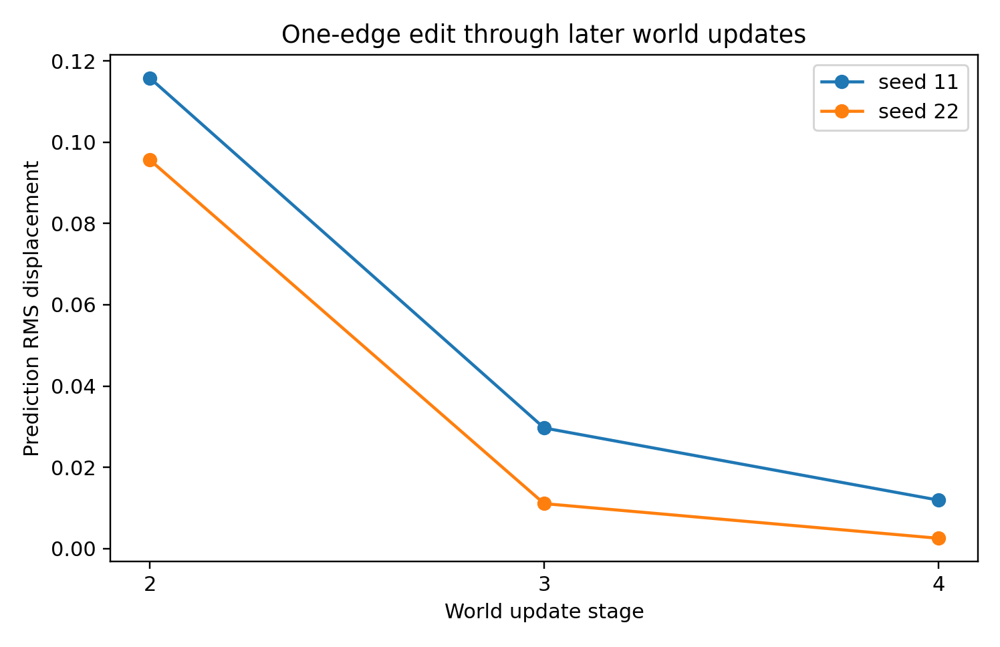 One-edge edit through later world updates
seed 11
seed 22
Prediction RMS displacement
0.12
0.10
0.08
0.06
0.04
0.02
0.00
2
3
4
World update stage